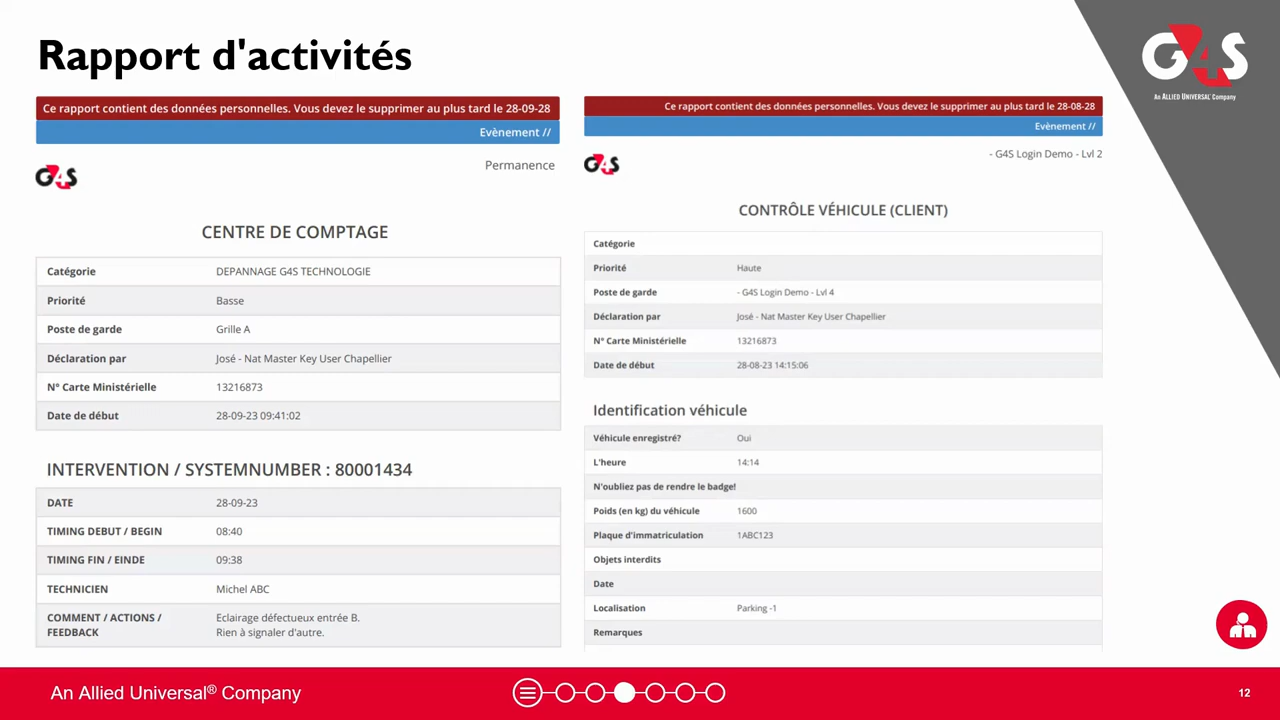 Rapport d'activités
G4S
An ALLIED UNIVERSAL® Company
Ce rapport contient des données personnelles. Vous devez le supprimer au plus tard le 28-09-28
Evènement //
G4S
Permanence
CENTRE DE COMPTAGE
Catégorie DEPANNAGE G4S TECHNOLOGIE
Priorité Basse
Poste de garde Grille A
Déclaration par José - Nat Master Key User Chapellier
N° Carte Ministérielle 13216873
Date de début 28-09-23 09:41:02
INTERVENTION / SYSTEMNUMBER : 80001434
DATE 28-09-23
TIMING DEBUT / BEGIN 08:40
TIMING FIN / EINDE 09:38
TECHNICIEN Michel ABC
COMMENT / ACTIONS / Eclairage défectueux entrée B.
FEEDBACK Rien à signaler d'autre.
Ce rapport contient des données personnelles. Vous devez le supprimer au plus tard le 28-08-28
Evènement //
G4S
- G4S Login Demo - Lvl 2
CONTRÔLE VÉHICULE (CLIENT)
Catégorie
Priorité Haute
Poste de garde - G4S Login Demo - Lvl 4
Déclaration par José - Nat Master Key User Chapellier
N° Carte Ministérielle 13216873
Date de début 28-08-23 14:15:06
Identification véhicule
Véhicule enregistré? Oui
L'heure 14:14
N'oubliez pas de rendre le badge!
Poids (en kg) du véhicule 1600
Plaque d'immatriculation 1ABC123
Objets interdits
Date
Localisation Parking -1
Remarques
An Allied Universal® Company
12